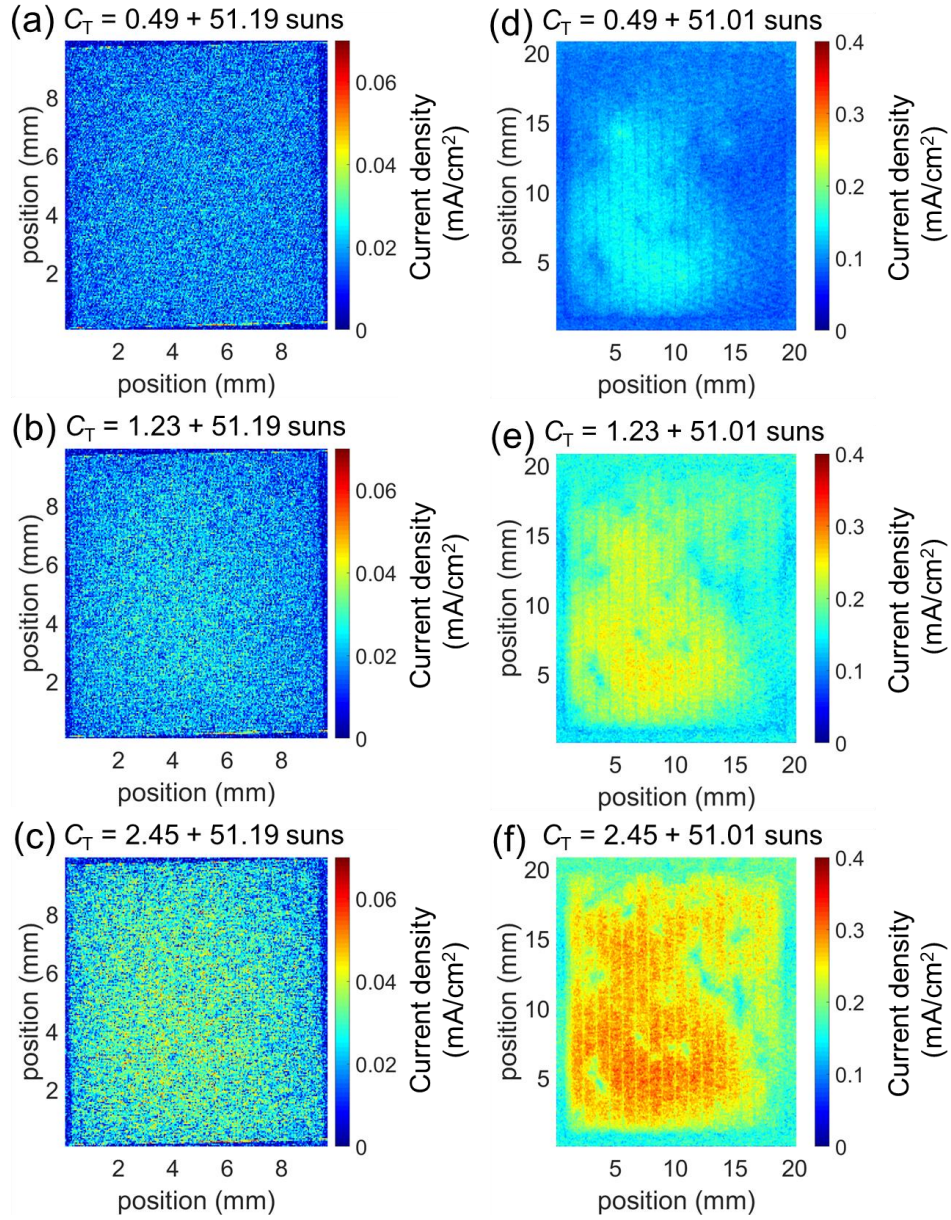 (a) C_T = 0.49 + 51.19 suns
8
6
4
2
position (mm)
2 4 6 8
position (mm)
0.06
0.04
0.02
0
Current density
(mA/cm²)
(d) C_T = 0.49 + 51.01 suns
20
15
10
5
position (mm)
5 10 15 20
position (mm)
0.4
0.3
0.2
0.1
0
Current density
(mA/cm²)
(b) C_T = 1.23 + 51.19 suns
8
6
4
2
position (mm)
2 4 6 8
position (mm)
0.06
0.04
0.02
0
Current density
(mA/cm²)
(e) C_T = 1.23 + 51.01 suns
20
15
10
5
position (mm)
5 10 15 20
position (mm)
0.4
0.3
0.2
0.1
0
Current density
(mA/cm²)
(c) C_T = 2.45 + 51.19 suns
8
6
4
2
position (mm)
2 4 6 8
position (mm)
0.06
0.04
0.02
0
Current density
(mA/cm²)
(f) C_T = 2.45 + 51.01 suns
20
15
10
5
position (mm)
5 10 15 20
position (mm)
0.4
0.3
0.2
0.1
0
Current density
(mA/cm²)